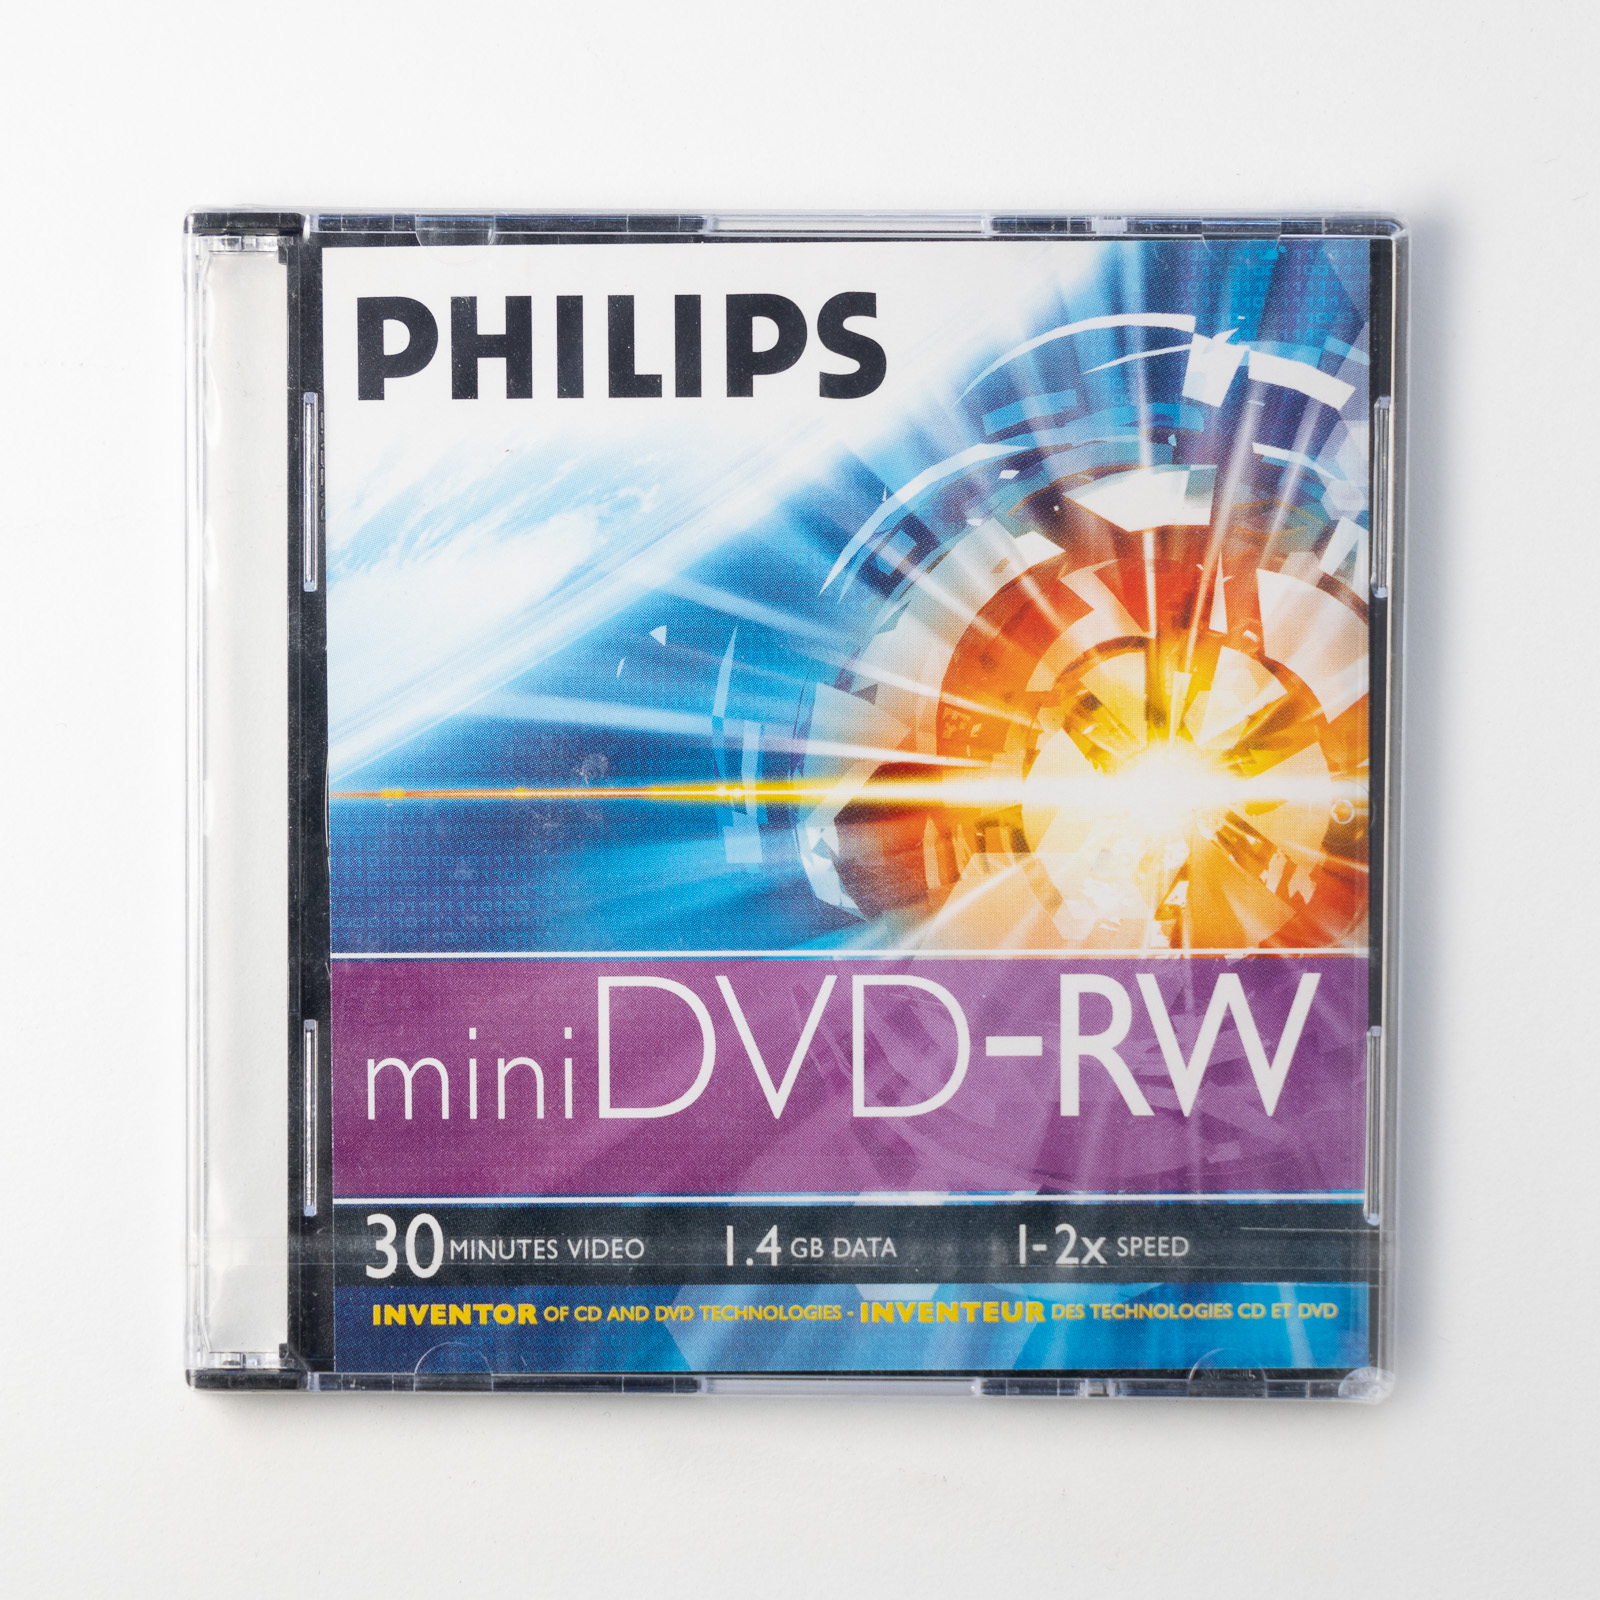 PHILIPS
miniDVD-RW
30 MINUTES VIDEO 1.4 GB DATA 1-2x SPEED
INVENTOR OF CD AND DVD TECHNOLOGIES - INVENTEUR DES TECHNOLOGIES CD ET DVD